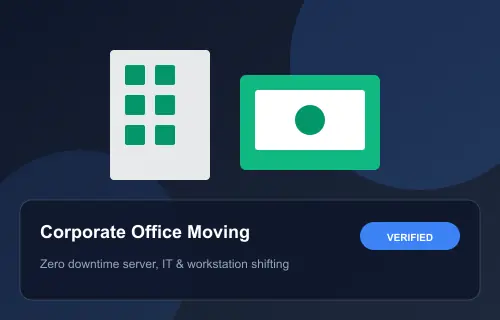 Corporate Office Moving
VERIFIED
Zero downtime server, IT & workstation shifting